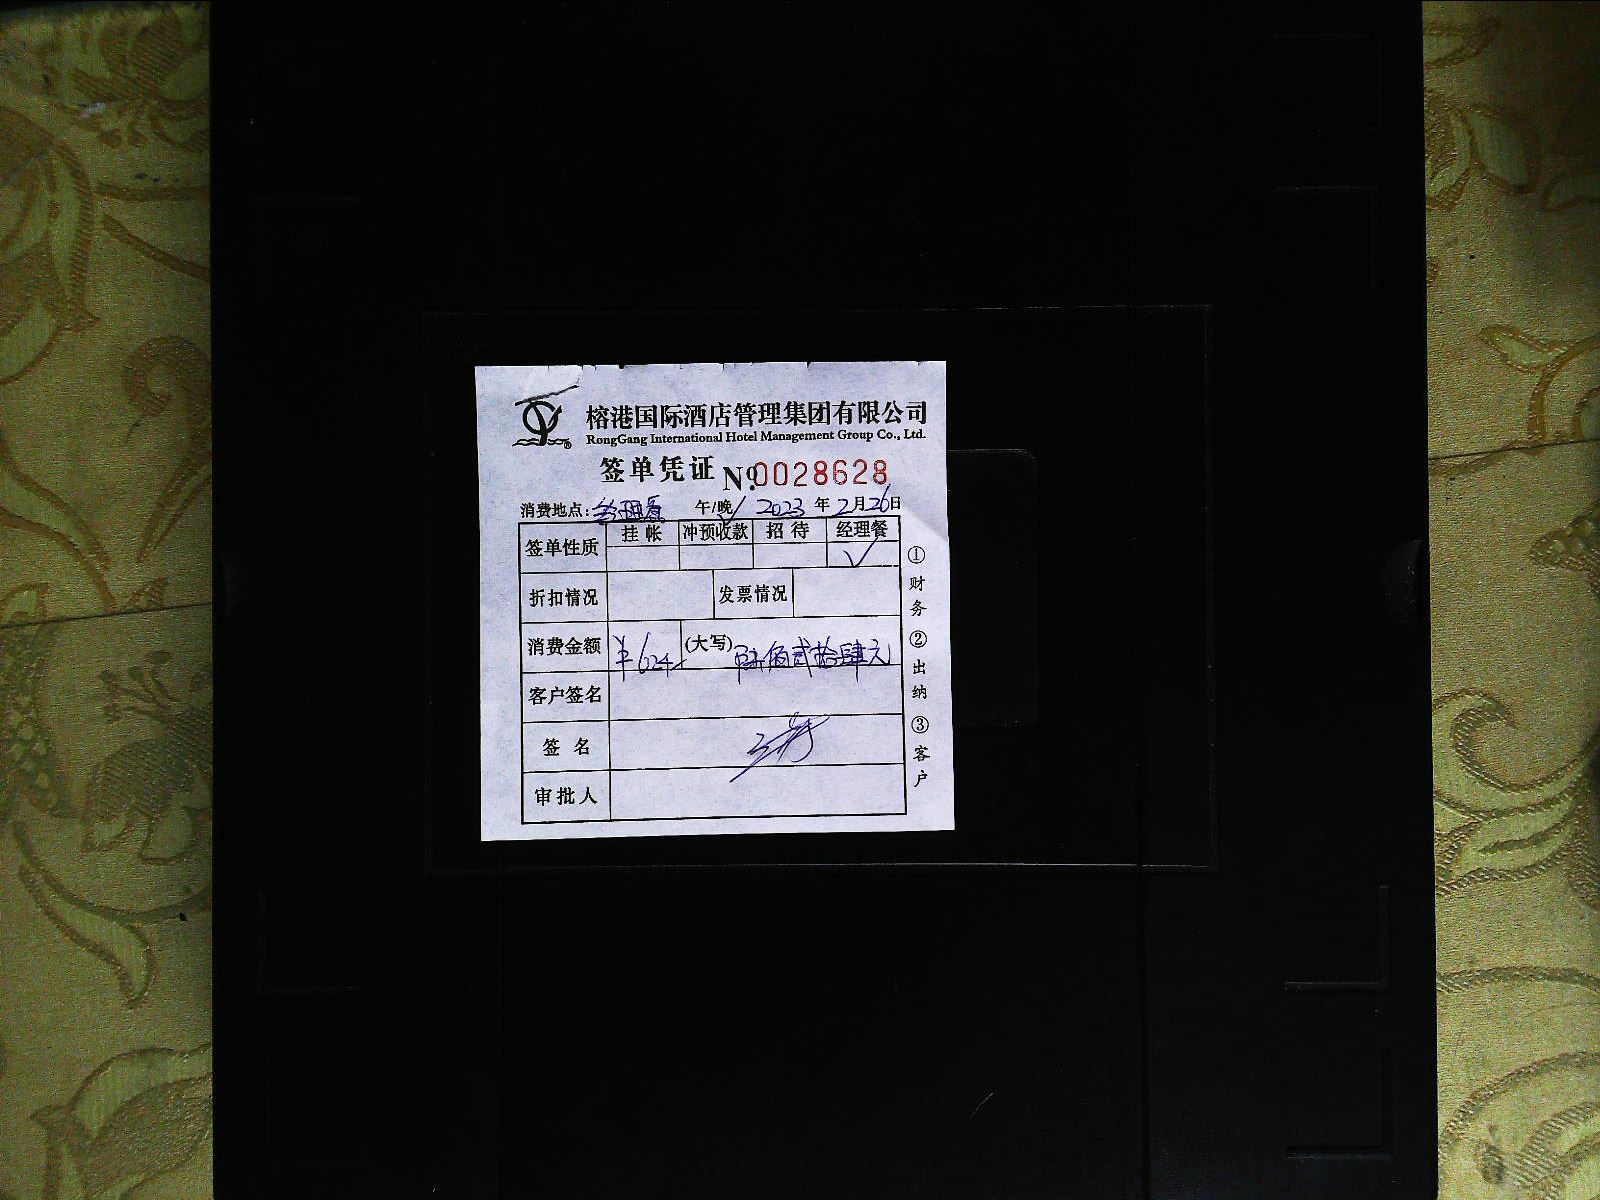 榕港国际酒店管理集团有限公司
RongGang International Hotel Management Group Co., Ltd.
签单凭证 №0028628
消费地点: 午/晚 2023 年 2 月 26 日
签单性质 挂帐 冲预收款 招待 经理餐
✓
折扣情况 发票情况
消费金额 ¥624 (大写) 陆佰贰拾肆元
客户签名
签名
审批人
①财务 ②出纳 ③客户